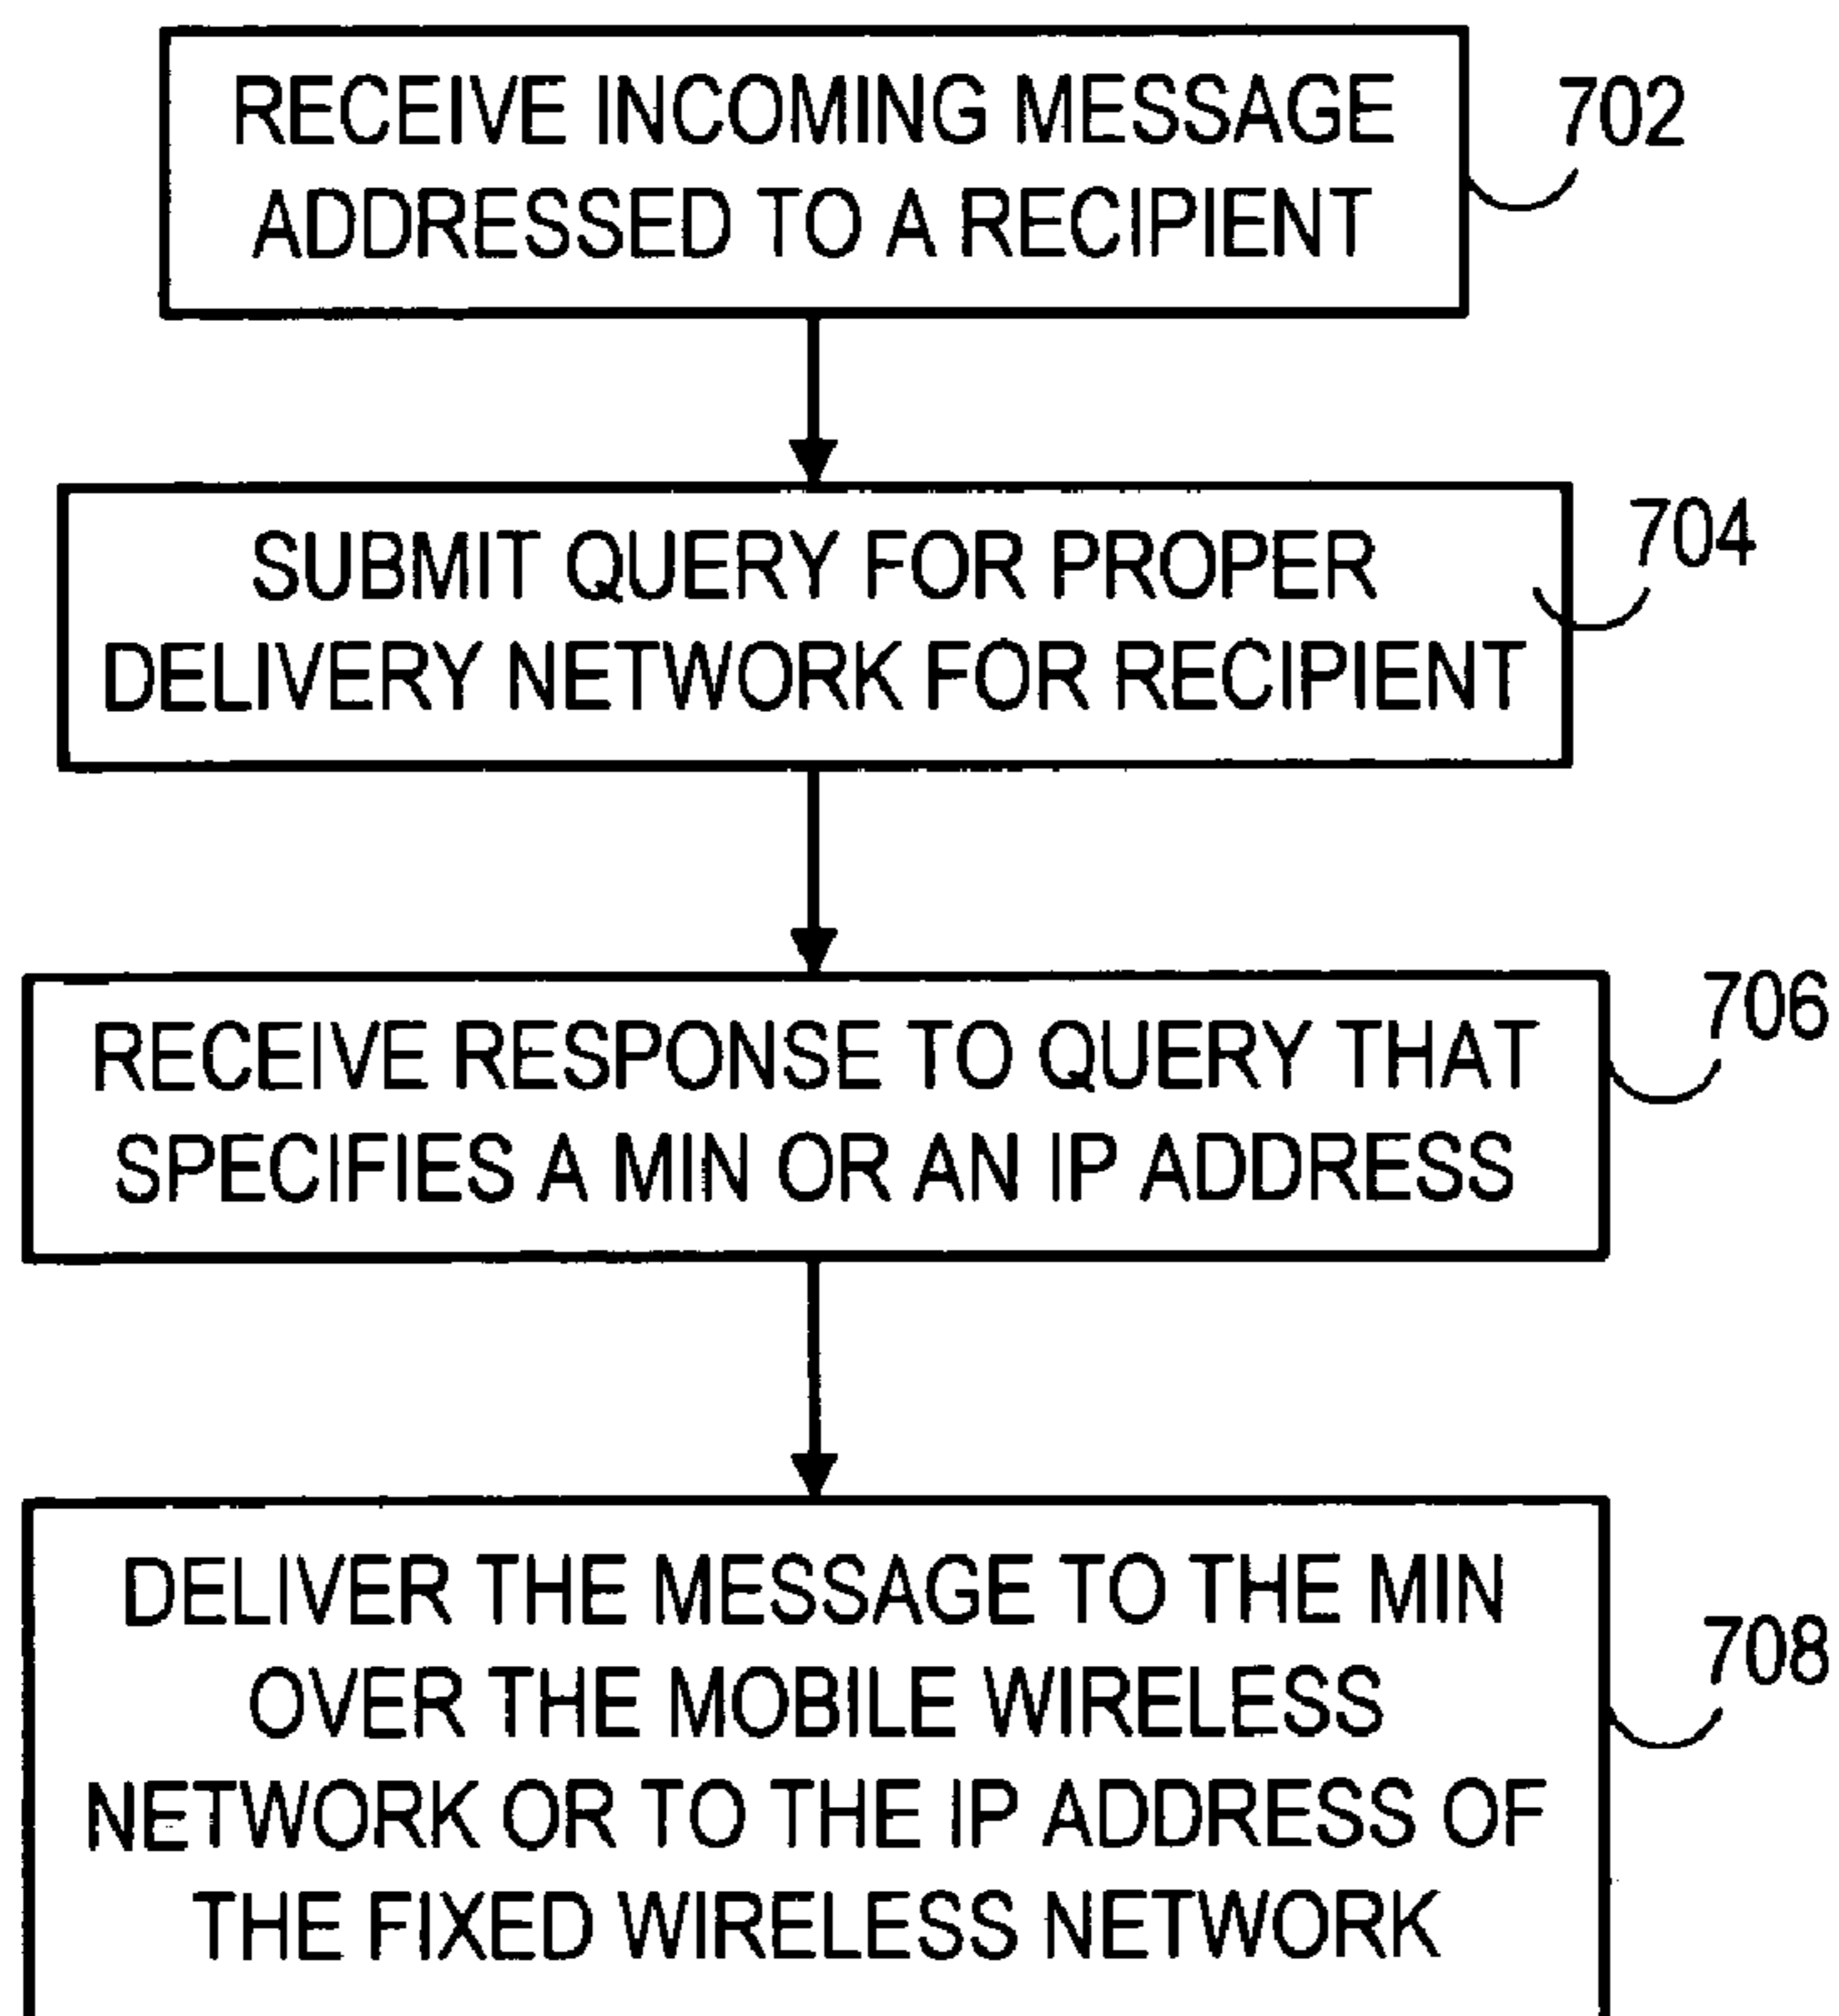 RECEIVE INCOMING MESSAGE
ADDRESSED TO A RECIPIENT
702
SUBMIT QUERY FOR PROPER
DELIVERY NETWORK FOR RECIPIENT
704
RECEIVE RESPONSE TO QUERY THAT
SPECIFIES A MIN OR AN IP ADDRESS
706
DELIVER THE MESSAGE TO THE MIN
OVER THE MOBILE WIRELESS
NETWORK OR TO THE IP ADDRESS OF
THE FIXED WIRELESS NETWORK
708